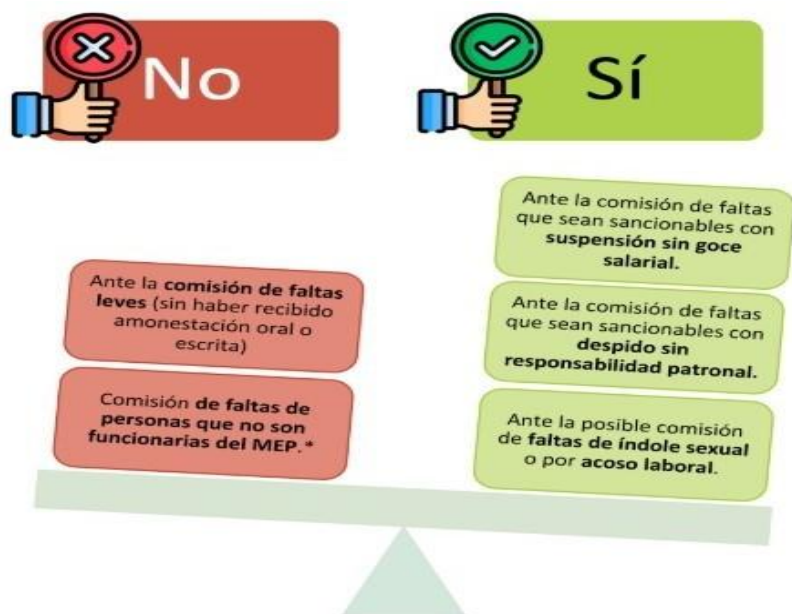 No
Ante la comisión de faltas
leves (sin haber recibido
amonestación oral o
escrita)
Comisión de faltas de
personas que no son
funcionarias del MEP.*
Sí
Ante la comisión de faltas
que sean sancionables con
suspensión sin goce
salarial.
Ante la comisión de faltas
que sean sancionables con
despido sin
responsabilidad patronal.
Ante la posible comisión
de faltas de índole sexual
o por acoso laboral.